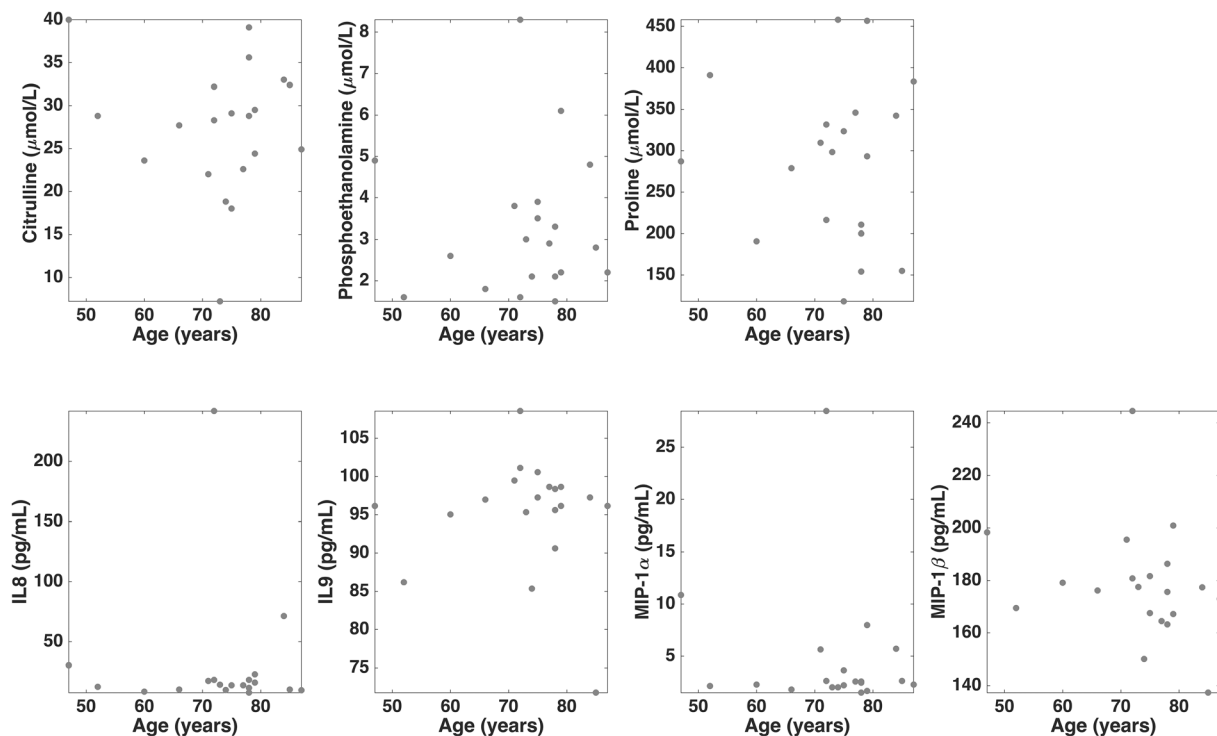 Citrulline (μmol/L)
40
35
30
25
20
15
10
50 60 70 80
Age (years)
Phosphoethanolamine (μmol/L)
8
7
6
5
4
3
2
50 60 70 80
Age (years)
Proline (μmol/L)
450
400
350
300
250
200
150
50 60 70 80
Age (years)
IL8 (pg/mL)
200
150
100
50
50 60 70 80
Age (years)
IL9 (pg/mL)
105
100
95
90
85
80
75
50 60 70 80
Age (years)
MIP-1α (pg/mL)
25
20
15
10
5
50 60 70 80
Age (years)
MIP-1β (pg/mL)
240
220
200
180
160
140
50 60 70 80
Age (years)